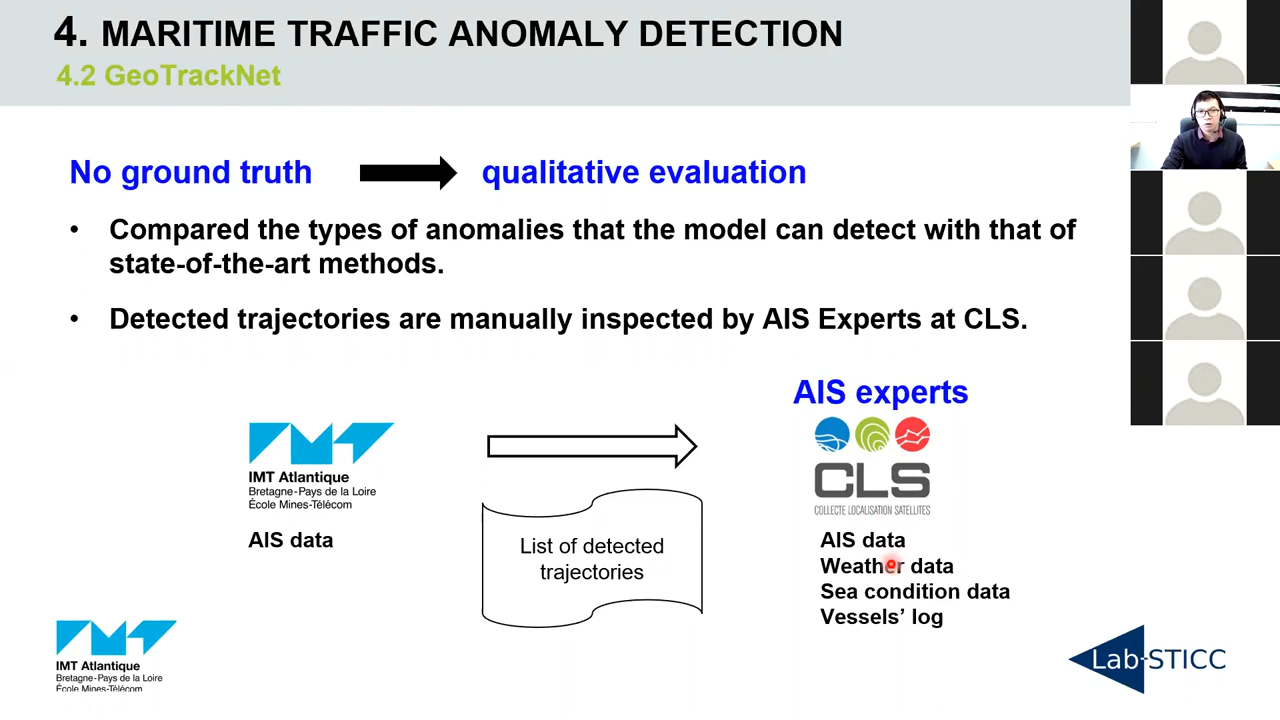 4. MARITIME TRAFFIC ANOMALY DETECTION
4.2 GeoTrackNet
No ground truth
qualitative evaluation
• Compared the types of anomalies that the model can detect with that of
state-of-the-art methods.
• Detected trajectories are manually inspected by AIS Experts at CLS.
AIS experts
IMT Atlantique
Bretagne-Pays de la Loire
École Mines-Télécom
AIS data
List of detected
trajectories
CLS
COLLECTE LOCALISATION SATELLITES
AIS data
Weather data
Sea condition data
Vessels’ log
IMT Atlantique
Bretagne-Pays de la Loire
École Mines-Télécom
Lab-STICC